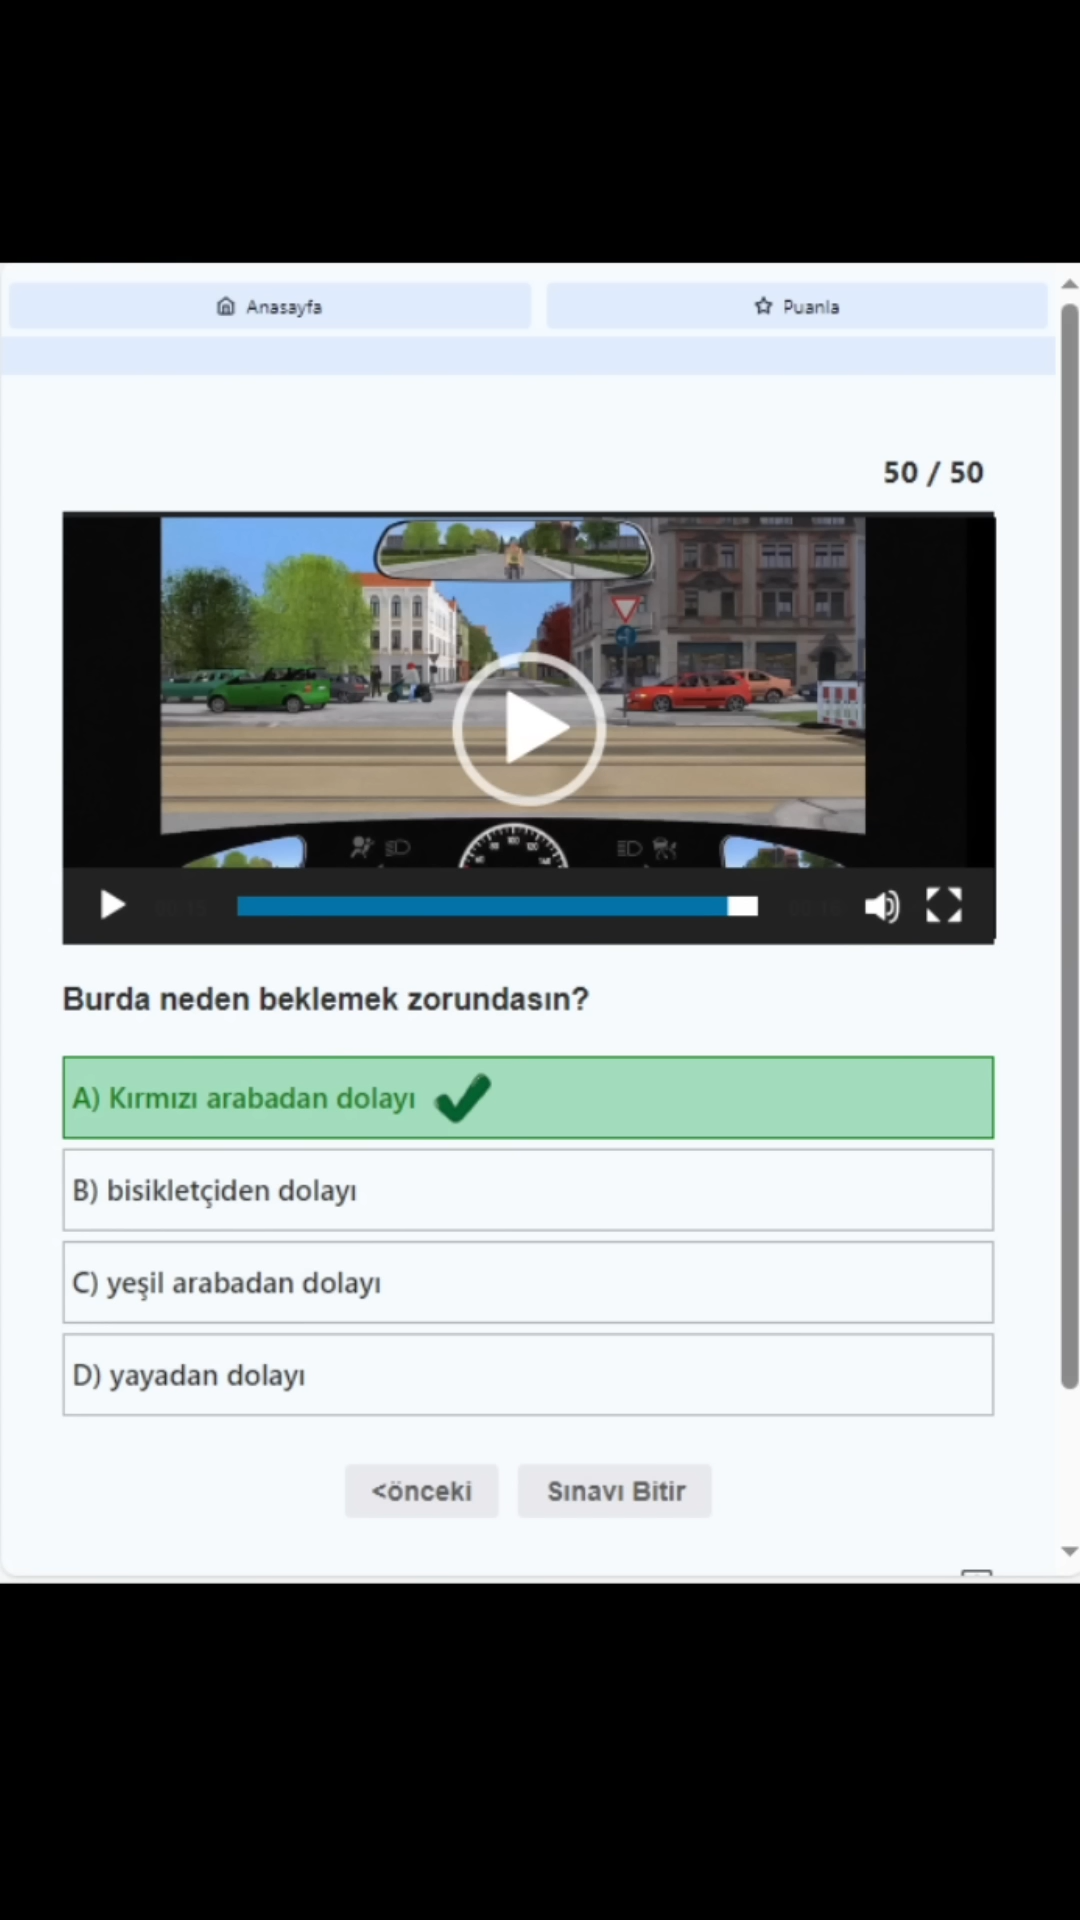 Anasayfa
Puanla
50 / 50
Burda neden beklemek zorundasın?
A) Kırmızı arabadan dolayı
B) bisikletçiden dolayı
C) yeşil arabadan dolayı
D) yayadan dolayı
<önceki
Sınavı Bitir